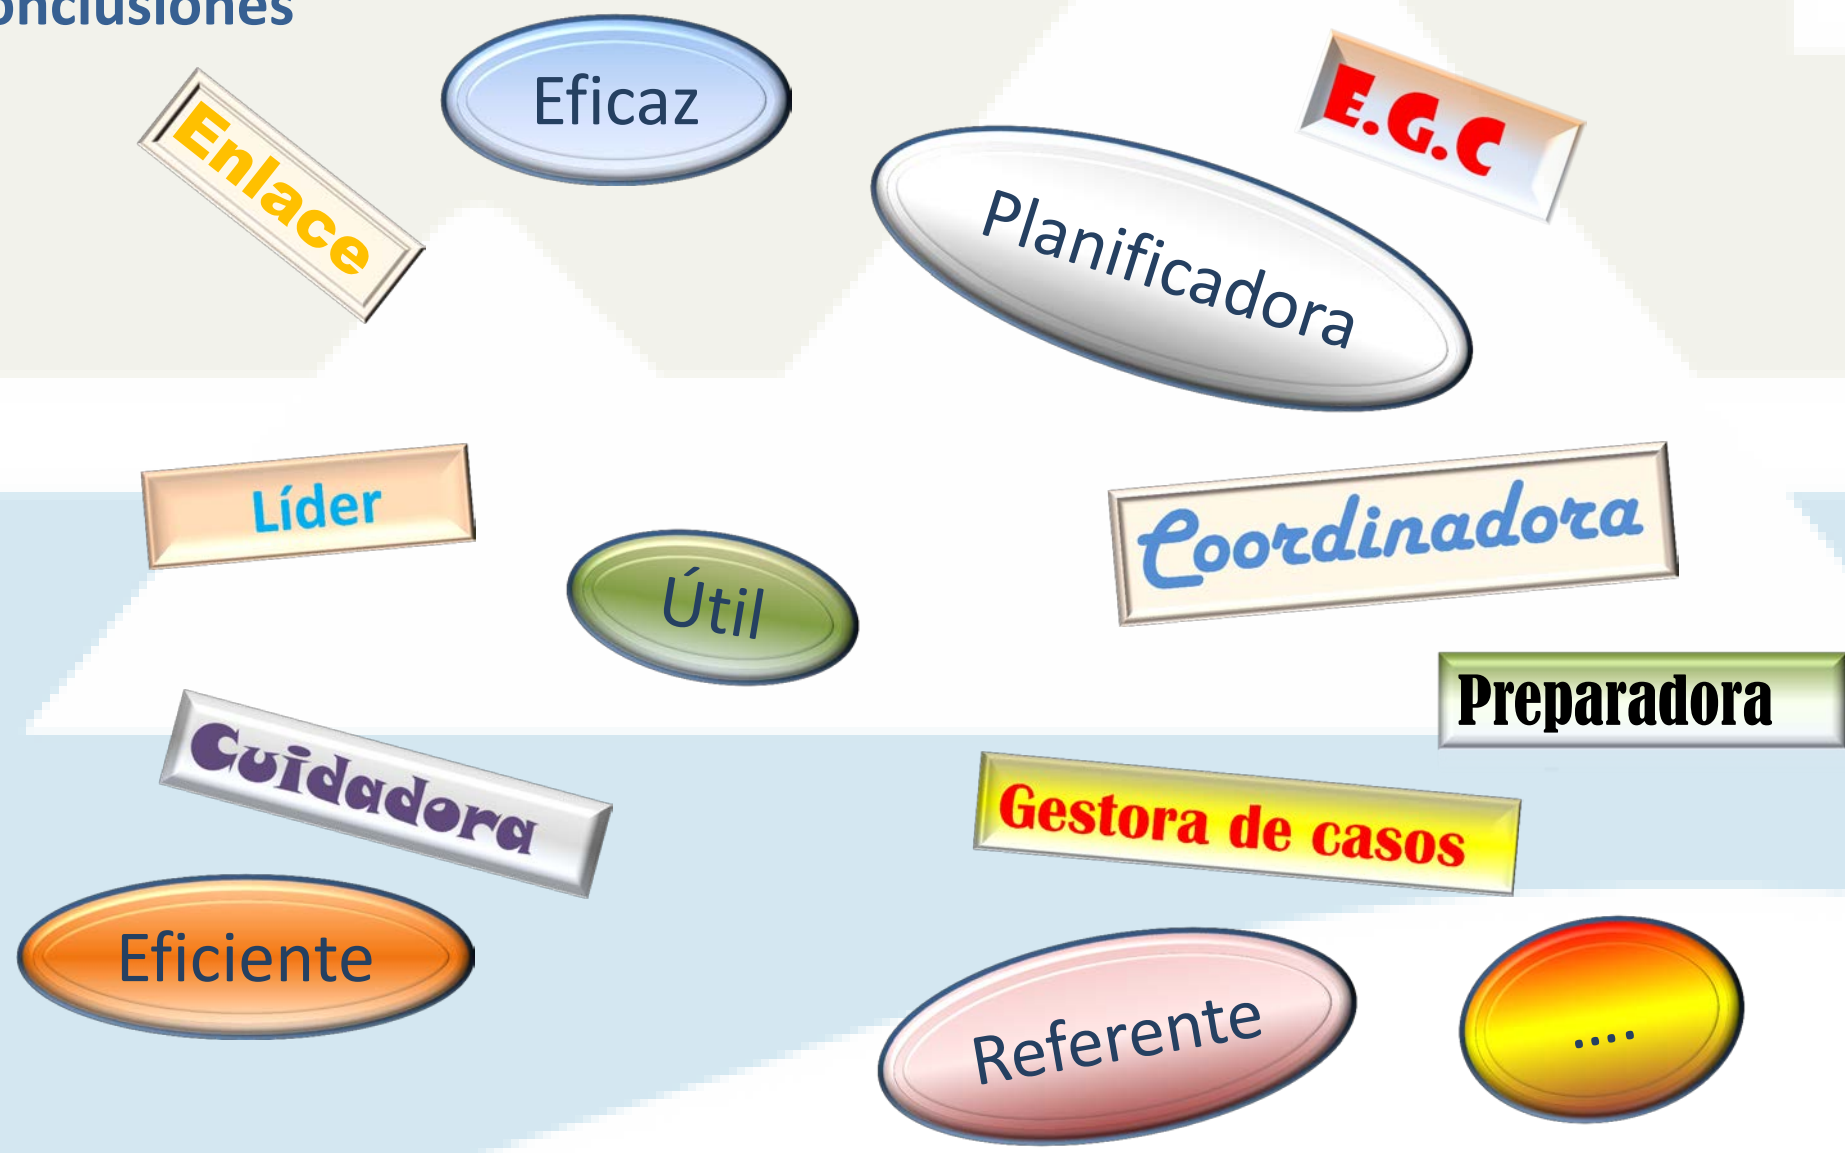 onclusiones
Eficaz
E.G.C
Enlace
Planificadora
Líder
Coordinadora
Útil
Preparadora
Cuidadora
Gestora de casos
Eficiente
Referente
....